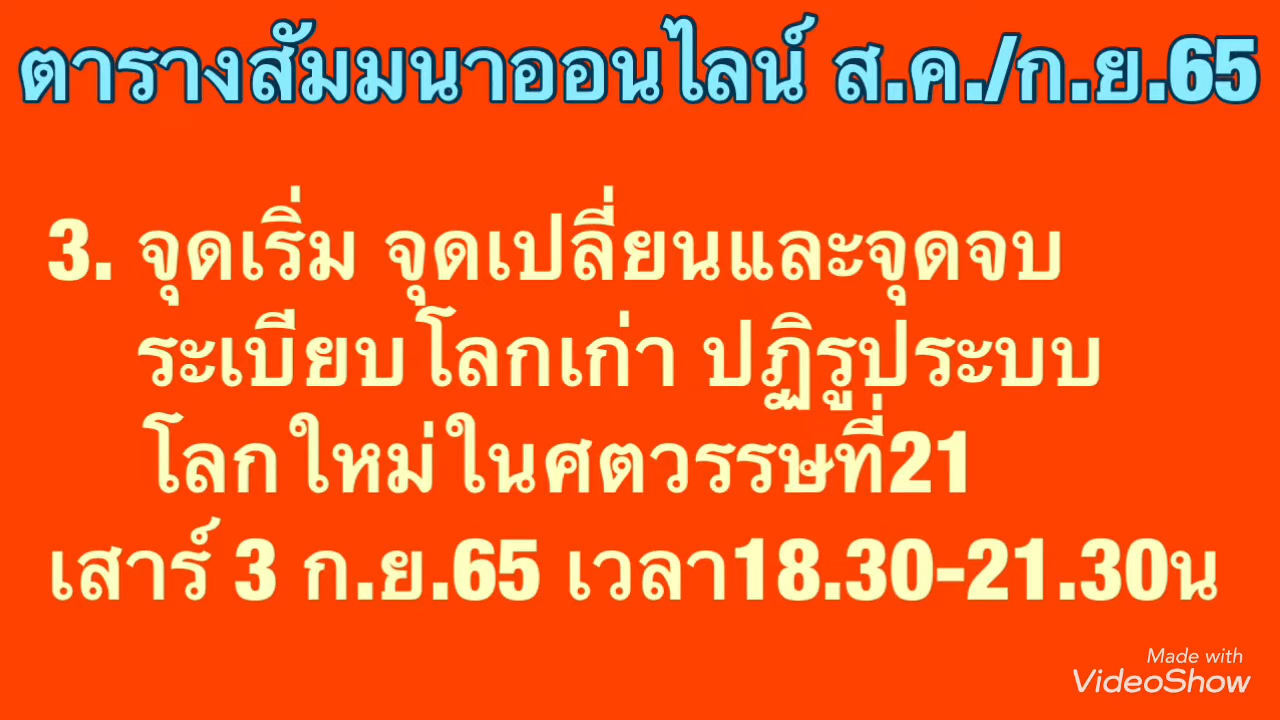 ตารางสัมมนาออนไลน์ ส.ค./ก.ย.65
3. จุดเริ่ม จุดเปลี่ยนและจุดจบ
ระเบียบโลกเก่า ปฏิรูประบบ
โลกใหม่ในศตวรรษที่21
เสาร์ 3 ก.ย.65 เวลา18.30-21.30น
Made with
VideoShow